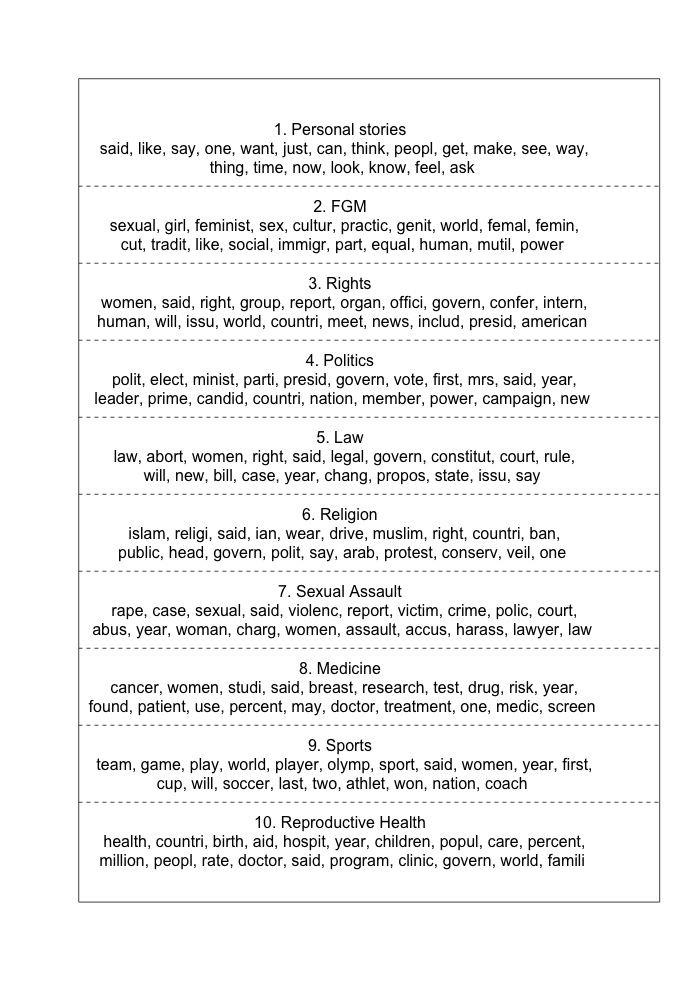 1. Personal stories
said, like, say, one, want, just, can, think, peopl, get, make, see, way,
thing, time, now, look, know, feel, ask
2. FGM
sexual, girl, feminist, sex, cultur, practic, genit, world, femal, femin,
cut, tradit, like, social, immigr, part, equal, human, mutil, power
3. Rights
women, said, right, group, report, organ, offici, govern, confer, intern,
human, will, issu, world, countri, meet, news, includ, presid, american
4. Politics
polit, elect, minist, parti, presid, govern, vote, first, mrs, said, year,
leader, prime, candid, countri, nation, member, power, campaign, new
5. Law
law, abort, women, right, said, legal, govern, constitut, court, rule,
will, new, bill, case, year, chang, propos, state, issu, say
6. Religion
islam, religi, said, ian, wear, drive, muslim, right, countri, ban,
public, head, govern, polit, say, arab, protest, conserv, veil, one
7. Sexual Assault
rape, case, sexual, said, violenc, report, victim, crime, polic, court,
abus, year, woman, charg, women, assault, accus, harass, lawyer, law
8. Medicine
cancer, women, studi, said, breast, research, test, drug, risk, year,
found, patient, use, percent, may, doctor, treatment, one, medic, screen
9. Sports
team, game, play, world, player, olymp, sport, said, women, year, first,
cup, will, soccer, last, two, athlet, won, nation, coach
10. Reproductive Health
health, countri, birth, aid, hospit, year, children, popul, care, percent,
million, peopl, rate, doctor, said, program, clinic, govern, world, famili